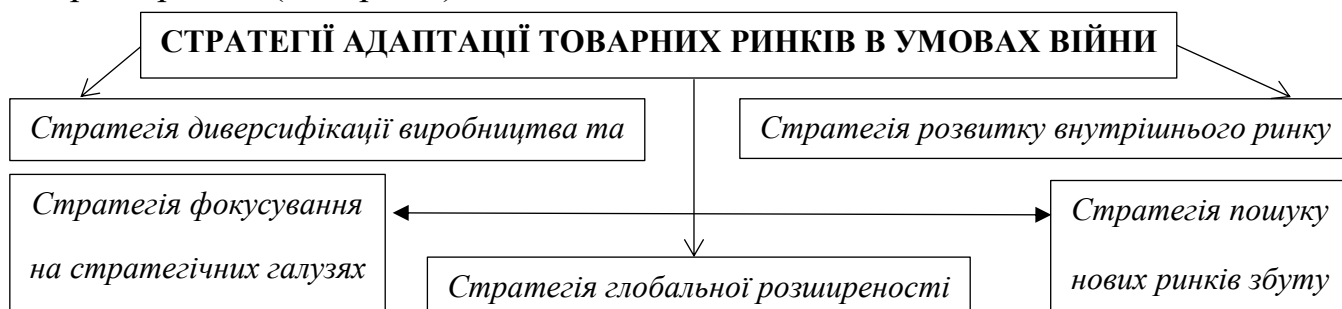 СТРАТЕГІЇ АДАПТАЦІЇ ТОВАРНИХ РИНКІВ В УМОВАХ ВІЙНИ
Стратегія диверсифікації виробництва та
Стратегія розвитку внутрішнього ринку
Стратегія фокусування
на стратегічних галузях
Стратегія глобальної розширеності
Стратегія пошуку
нових ринків збуту